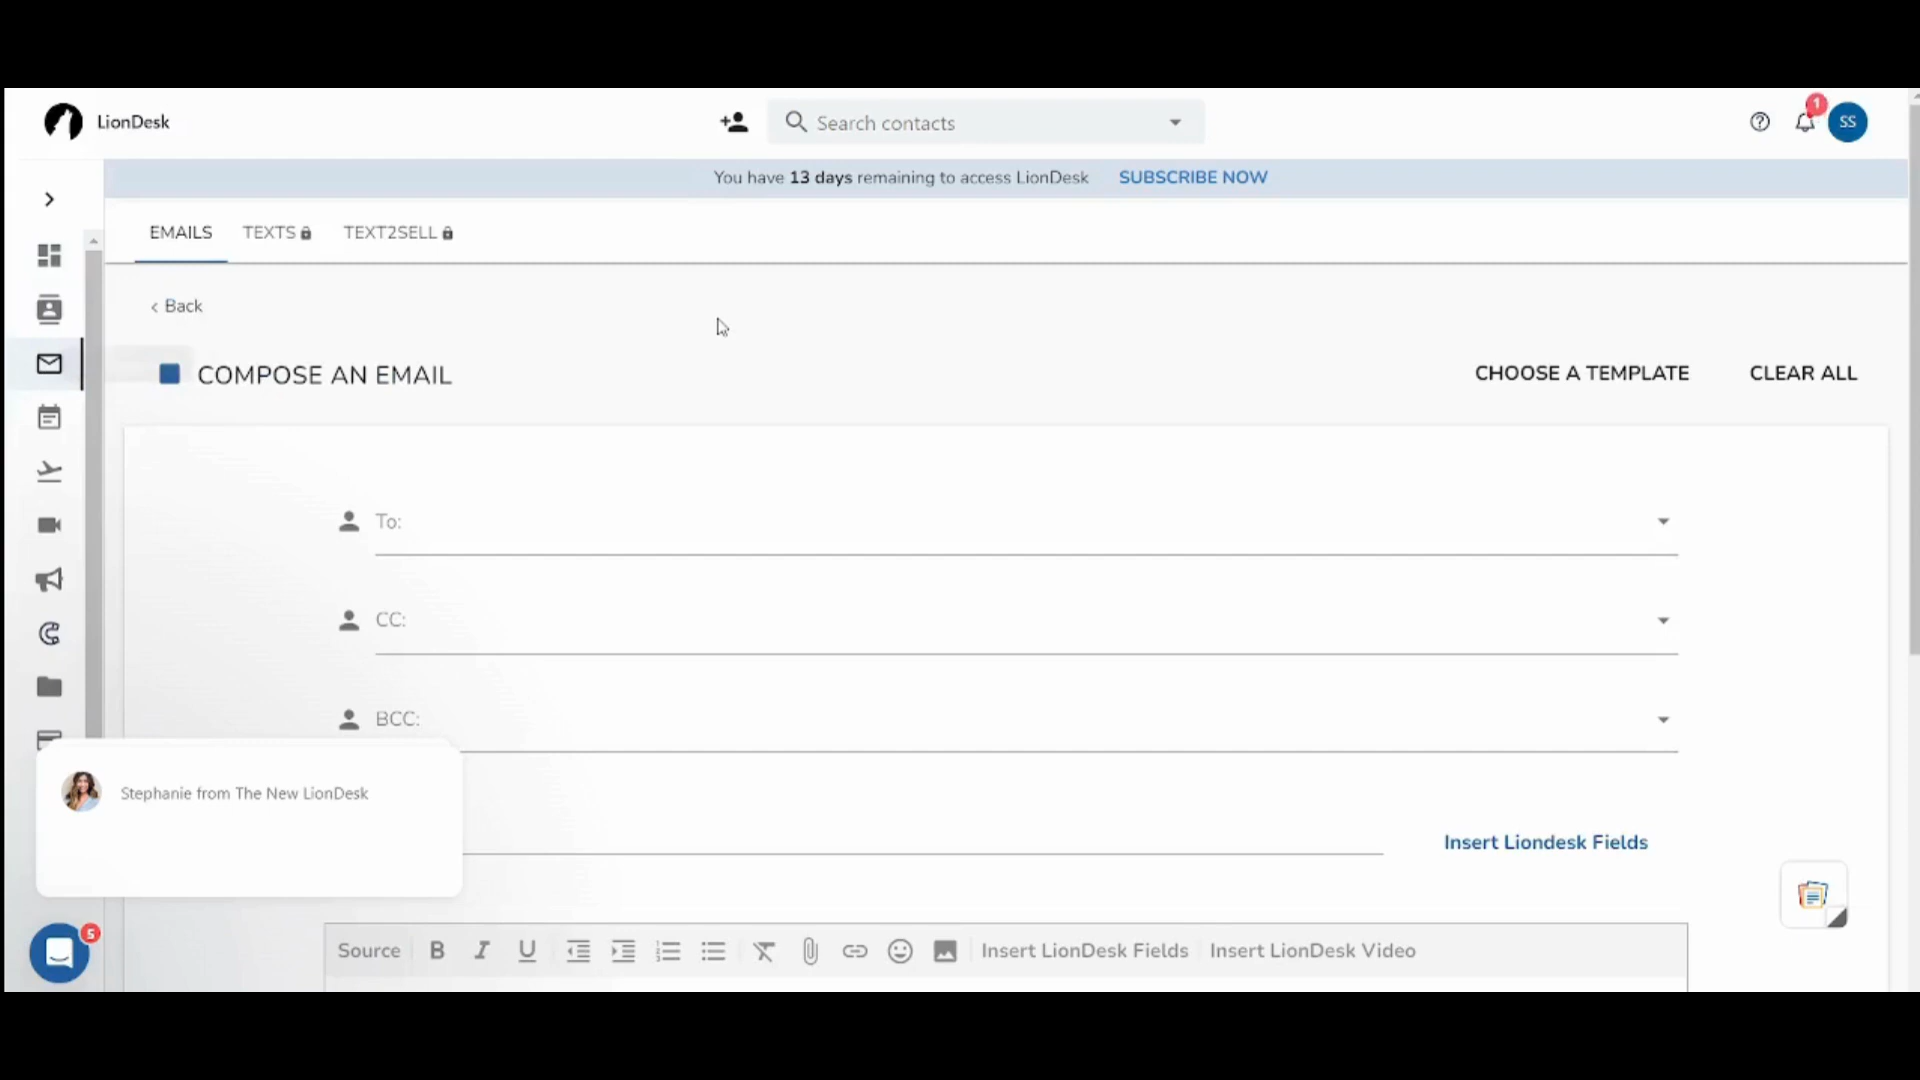 LionDesk
Search contacts
1
SS
You have 13 days remaining to access LionDesk SUBSCRIBE NOW
EMAILS TEXTS TEXT2SELL
‹ Back
COMPOSE AN EMAIL
CHOOSE A TEMPLATE CLEAR ALL
To:
CC:
BCC:
Stephanie from The New LionDesk
Insert Liondesk Fields
5
Source B I U Insert LionDesk Fields Insert LionDesk Video